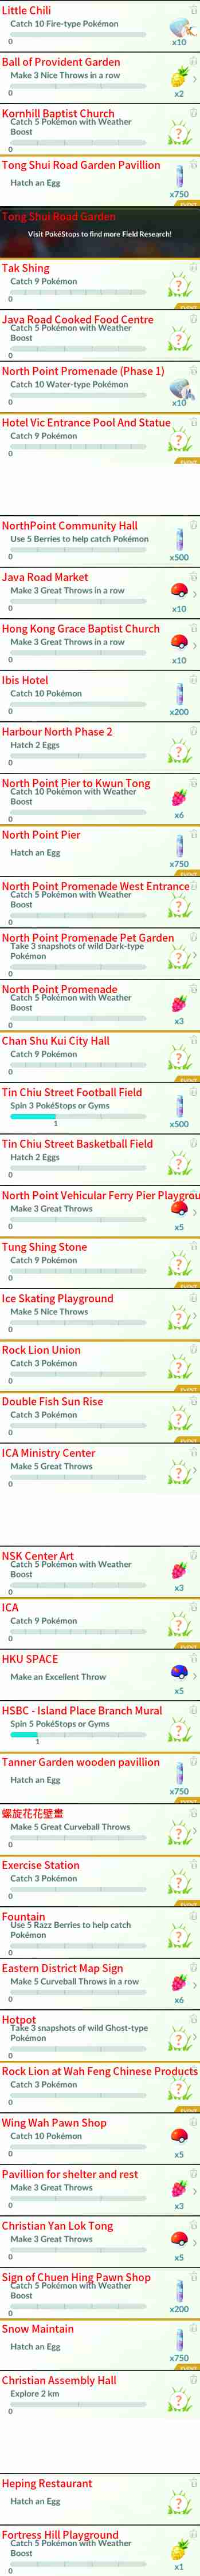 Little Chili
Catch 10 Fire-type Pokémon
0
x10
Ball of Provident Garden
Make 3 Nice Throws in a row
0
x2
Kornhill Baptist Church
Catch 5 Pokémon with Weather
Boost
0
?
Tong Shui Road Garden Pavillion
Hatch an Egg
x750
EVENT
Tong Shui Road Garden
Visit PokéStops to find more Field Research!
Tak Shing
Catch 9 Pokémon
0
?
EVENT
Java Road Cooked Food Centre
Catch 5 Pokémon with Weather
Boost
0
?
North Point Promenade (Phase 1)
Catch 10 Water-type Pokémon
0
x10
Hotel Vic Entrance Pool And Statue
Catch 9 Pokémon
0
?
EVENT
NorthPoint Community Hall
Use 5 Berries to help catch Pokémon
0
x500
Java Road Market
Make 3 Great Throws in a row
0
x10
Hong Kong Grace Baptist Church
Make 3 Great Throws in a row
0
x10
Ibis Hotel
Catch 10 Pokémon
0
x200
Harbour North Phase 2
Hatch 2 Eggs
0
?
North Point Pier to Kwun Tong
Catch 10 Pokémon with Weather
Boost
0
x6
North Point Pier
Hatch an Egg
x750
EVENT
North Point Promenade West Entrance
Catch 5 Pokémon with Weather
Boost
0
?
North Point Promenade Pet Garden
Take 3 snapshots of wild Dark-type
Pokémon
0
?
North Point Promenade
Catch 5 Pokémon with Weather
Boost
0
x3
Chan Shu Kui City Hall
Catch 9 Pokémon
0
?
EVENT
Tin Chiu Street Football Field
Spin 3 PokéStops or Gyms
1
x500
Tin Chiu Street Basketball Field
Hatch 2 Eggs
0
?
North Point Vehicular Ferry Pier Playgrou
Make 3 Great Throws
0
x5
Tung Shing Stone
Catch 9 Pokémon
0
?
EVENT
Ice Skating Playground
Make 5 Nice Throws
0
?
Rock Lion Union
Catch 3 Pokémon
0
?
EVENT
Double Fish Sun Rise
Catch 3 Pokémon
0
?
EVENT
ICA Ministry Center
Make 5 Great Throws
0
?
NSK Center Art
Catch 5 Pokémon with Weather
Boost
0
x3
ICA
Catch 9 Pokémon
0
?
EVENT
HKU SPACE
Make an Excellent Throw
x5
HSBC - Island Place Branch Mural
Spin 5 PokéStops or Gyms
1
?
Tanner Garden wooden pavillion
Hatch an Egg
x750
EVENT
螺旋花花壁畫
Make 5 Great Curveball Throws
0
?
Exercise Station
Catch 3 Pokémon
0
?
EVENT
Fountain
Use 5 Razz Berries to help catch
Pokémon
0
?
Eastern District Map Sign
Make 5 Curveball Throws in a row
0
x6
Hotpot
Take 3 snapshots of wild Ghost-type
Pokémon
0
?
Rock Lion at Wah Feng Chinese Products
Catch 3 Pokémon
0
?
EVENT
Wing Wah Pawn Shop
Catch 10 Pokémon
0
x5
Pavillion for shelter and rest
Make 3 Great Throws
0
x3
Christian Yan Lok Tong
Make 3 Great Throws
0
x5
Sign of Chuen Hing Pawn Shop
Catch 5 Pokémon with Weather
Boost
0
x200
Snow Maintain
Hatch an Egg
x750
EVENT
Christian Assembly Hall
Explore 2 km
0
?
Heping Restaurant
Hatch an Egg
?
Fortress Hill Playground
Catch 5 Pokémon with Weather
Boost
0
x1